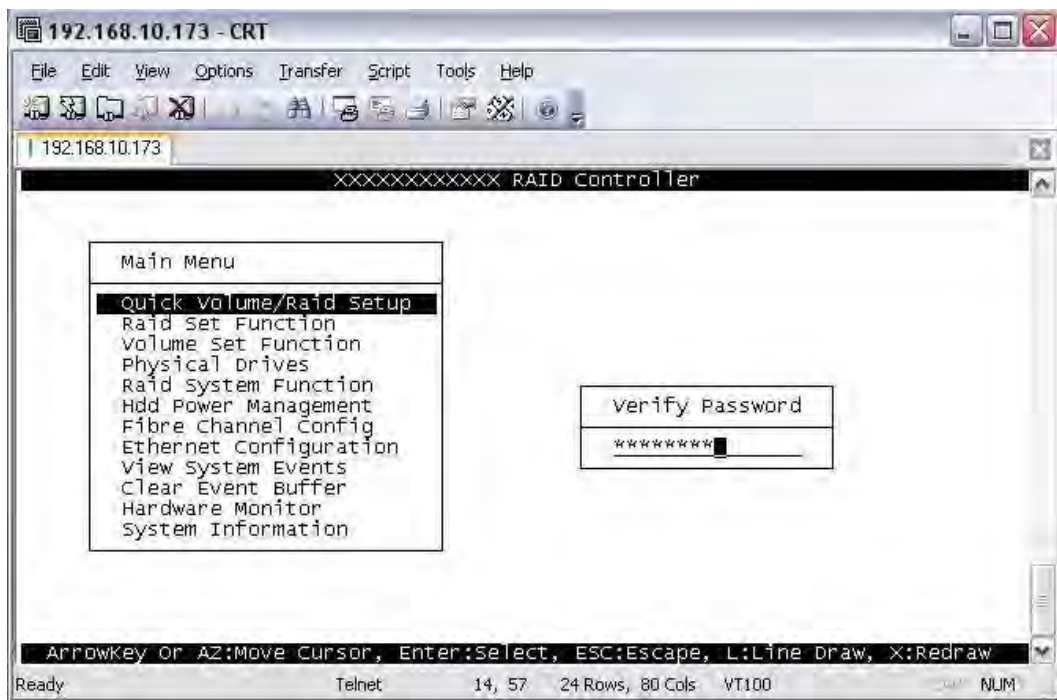 192.168.10.173 - CRT
File Edit View Options Transfer Script Tools Help
192.168.10.173
XXXXXXXXXXXX RAID Controller
Main Menu
Quick Volume/Raid Setup
Raid Set Function
Volume Set Function
Physical Drives
Raid System Function
Hdd Power Management
Fibre Channel Config
Ethernet Configuration
View System Events
Clear Event Buffer
Hardware Monitor
System Information
Verify Password
********
ArrowKey Or AZ:Move Cursor, Enter:Select, ESC:Escape, L:Line Draw, X:Redraw
Ready Telnet 14, 57 24 Rows, 80 Cols VT100 NUM